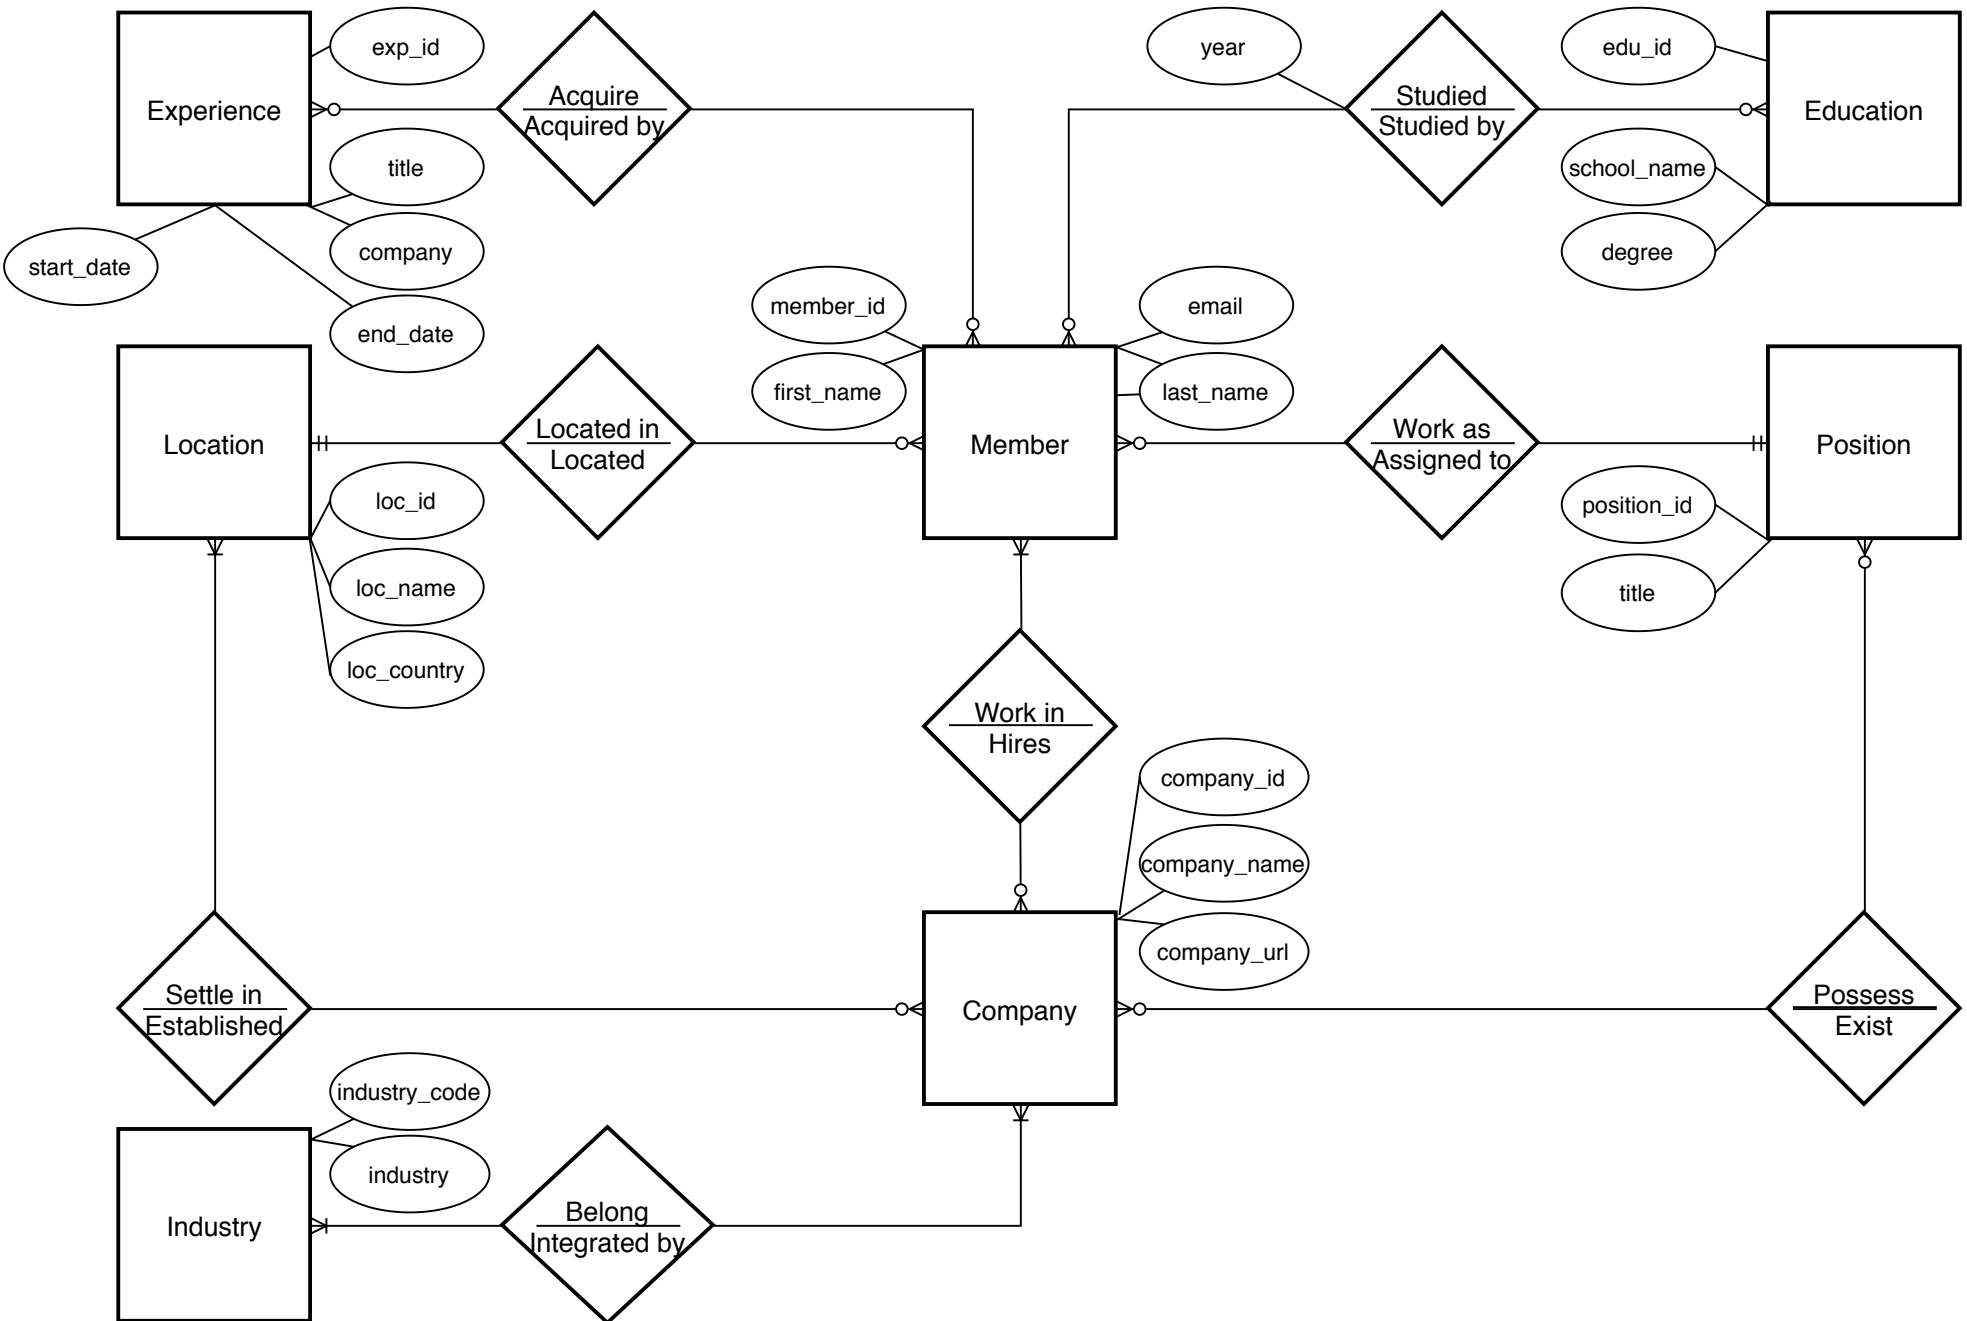 exp_id
year
edu_id
Experience
Acquire
Acquired by
Studied
Studied by
Education
title
school_name
company
degree
start_date
end_date
member_id
email
first_name
last_name
Location
Located in
Located
Member
Work as
Assigned to
Position
loc_id
position_id
loc_name
title
loc_country
Work in
Hires
company_id
company_name
company_url
Settle in
Established
Company
Possess
Exist
industry_code
industry
Industry
Belong
Integrated by